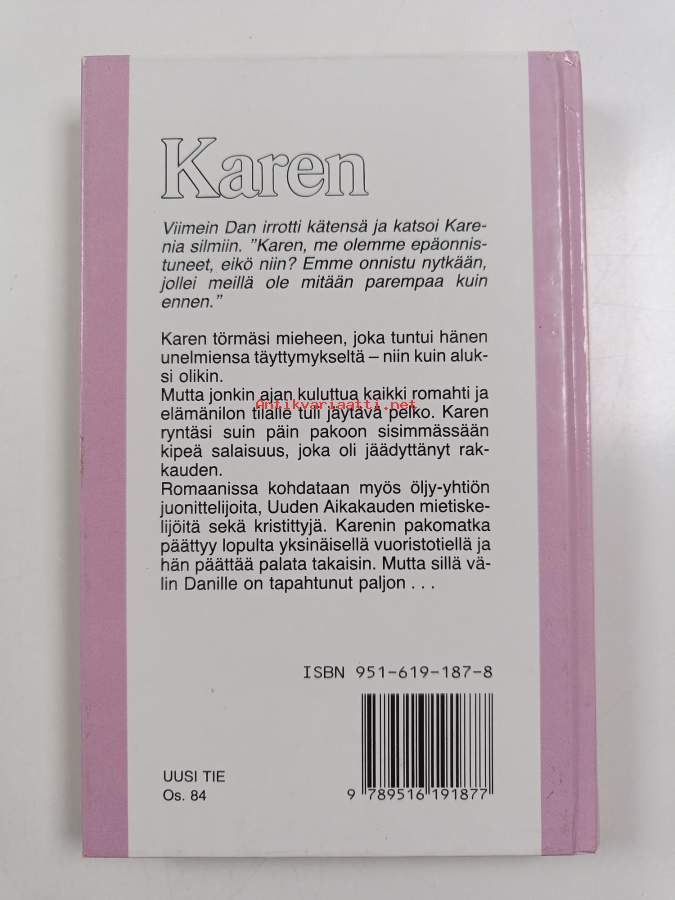 Karen
Viimein Dan irrotti kätensä ja katsoi Kare-
nia silmiin. ”Karen, me olemme epäonnis-
tuneet, eikö niin? Emme onnistu nytkään,
jollei meillä ole mitään parempaa kuin
ennen.”
Karen törmäsi mieheen, joka tuntui hänen
unelmiensa täyttymykseltä – niin kuin aluk-
si olikin.
Mutta jonkin ajan kuluttua kaikki romahti ja
Antikvariaatti.net
elämänilon tilalle tuli jäytävä pelko. Karen
ryntäsi suin päin pakoon sisimmässään
kipeä salaisuus, joka oli jäädyttänyt rak-
kauden.
Romaanissa kohdataan myös öljy-yhtiön
juonittelijoita, Uuden Aikakauden mietiske-
lijöitä sekä kristittyjä. Karenin pakomatka
päättyy lopulta yksinäisellä vuoristotiellä ja
hän päättää palata takaisin. Mutta sillä vä-
lin Danille on tapahtunut paljon . . .
ISBN 951-619-187-8
UUSI TIE
Os. 84
9 789516 191877